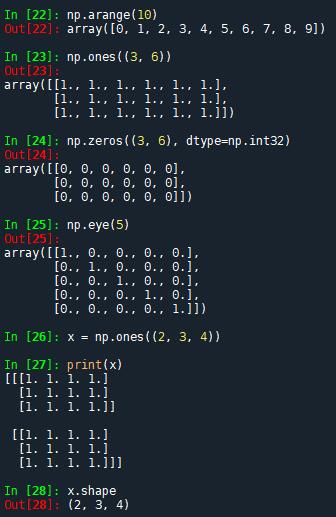 In [22]: np.arange(10)
Out[22]: array([0, 1, 2, 3, 4, 5, 6, 7, 8, 9])
In [23]: np.ones((3, 6))
Out[23]:
array([[1., 1., 1., 1., 1., 1.],
       [1., 1., 1., 1., 1., 1.],
       [1., 1., 1., 1., 1., 1.]])
In [24]: np.zeros((3, 6), dtype=np.int32)
Out[24]:
array([[0, 0, 0, 0, 0, 0],
       [0, 0, 0, 0, 0, 0],
       [0, 0, 0, 0, 0, 0]])
In [25]: np.eye(5)
Out[25]:
array([[1., 0., 0., 0., 0.],
       [0., 1., 0., 0., 0.],
       [0., 0., 1., 0., 0.],
       [0., 0., 0., 1., 0.],
       [0., 0., 0., 0., 1.]])
In [26]: x = np.ones((2, 3, 4))
In [27]: print(x)
[[[1. 1. 1. 1.]
  [1. 1. 1. 1.]
  [1. 1. 1. 1.]]
 [[1. 1. 1. 1.]
  [1. 1. 1. 1.]
  [1. 1. 1. 1.]]]
In [28]: x.shape
Out[28]: (2, 3, 4)